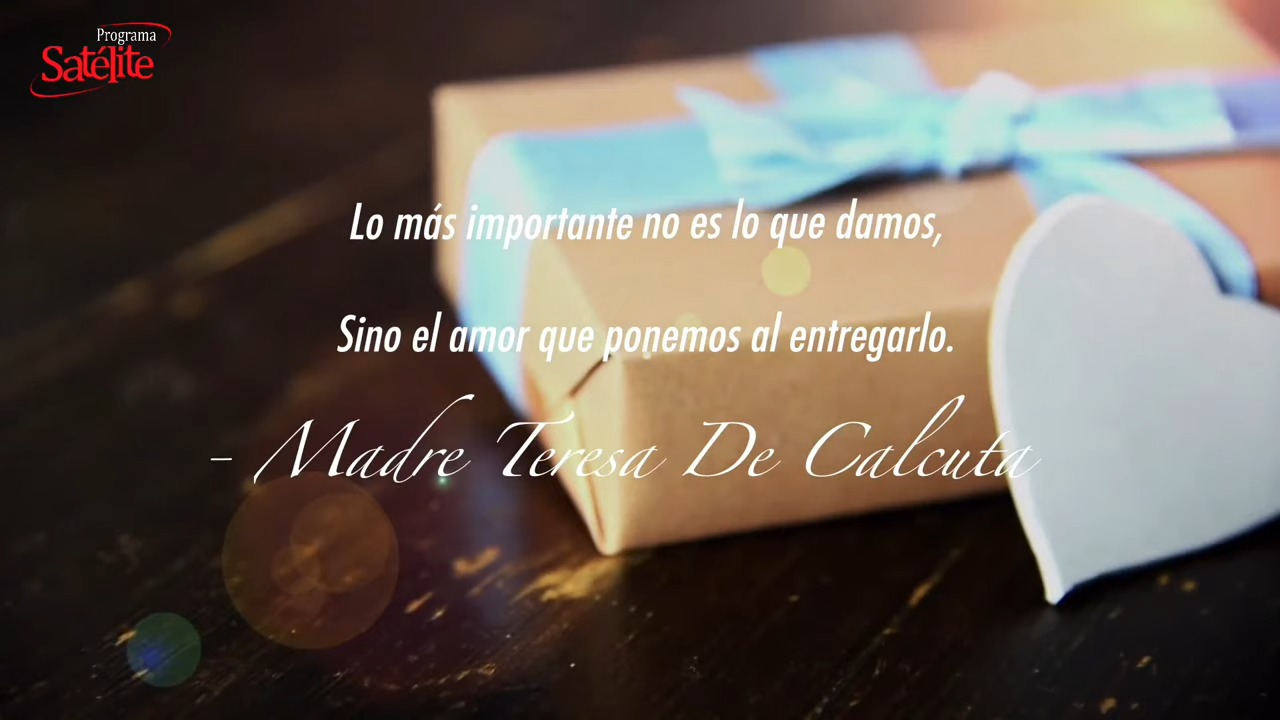 Programa
Satélite
Lo más importante no es lo que damos,
Sino el amor que ponemos al entregarlo.
- Madre Teresa De Calcuta